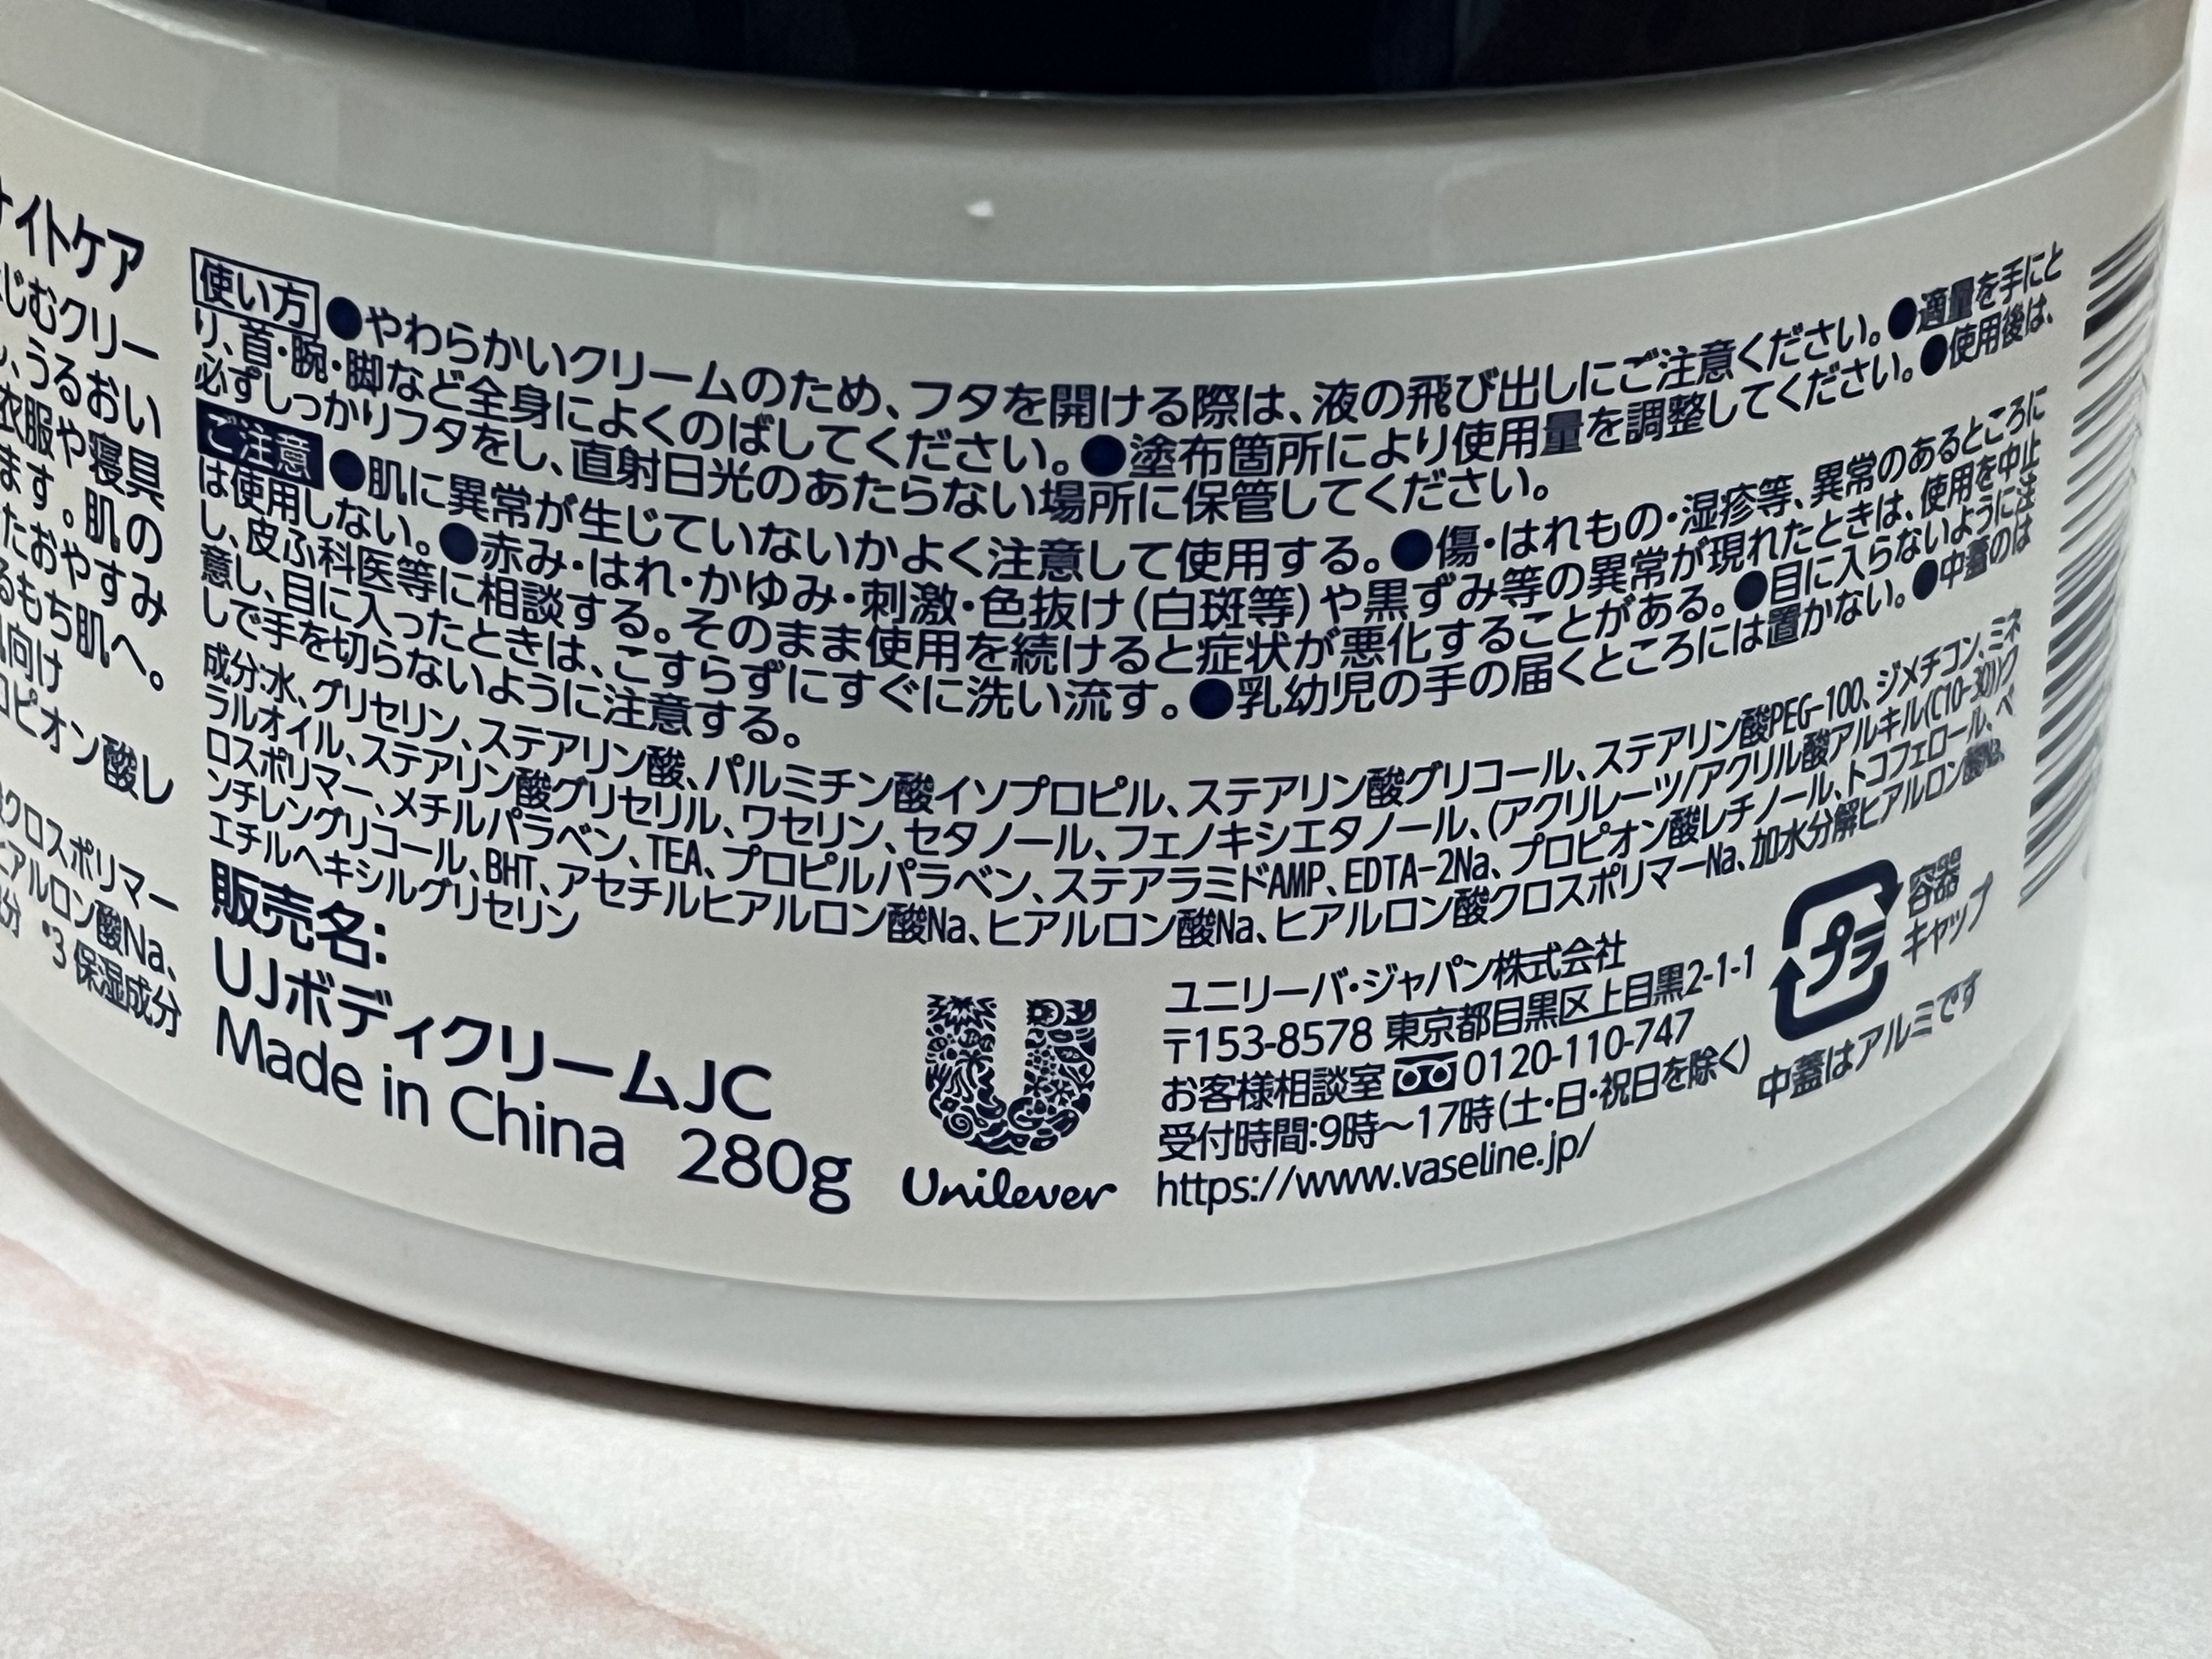 ナイトケア
じむクリー
うるおい
衣服や寝具
ます。肌の
たおやすみ
るもち肌へ。
向け
ロピオン酸レ
クロスポリマー
ヒアルロン酸Na、
分 *3 保湿成分
使い方 ●やわらかいクリームのため、フタを開ける際は、液の飛び出しにご注意ください。●適量を手にと
り、首・腕・脚など全身によくのばしてください。●塗布箇所により使用量を調整してください。●使用後は、
必ずしっかりフタをし、直射日光のあたらない場所に保管してください。
ご注意 ●肌に異常が生じていないかよく注意して使用する。●傷・はれもの・湿疹等、異常のあるところに
は使用しない。●赤み・はれ・かゆみ・刺激・色抜け(白斑等)や黒ずみ等の異常が現れたときは、使用を中止
し、皮ふ科医等に相談する。そのまま使用を続けると症状が悪化することがある。●目に入らないように注
意し、目に入ったときは、こすらずにすぐに洗い流す。●乳幼児の手の届くところには置かない。●中蓋のは
しで手を切らないように注意する。
成分:水、グリセリン、ステアリン酸、パルミチン酸イソプロピル、ステアリン酸グリコール、ステアリン酸PEG-100、ジメチコン、ミネ
ラルオイル、ステアリン酸グリセリル、ワセリン、セタノール、フェノキシエタノール、(アクリレーツ/アクリル酸アルキル(C10-30))ク
ロスポリマー、メチルパラベン、TEA、プロピルパラベン、ステアラミドAMP、EDTA-2Na、プロピオン酸レチノール、トコフェロール、ペ
ンチレングリコール、BHT、アセチルヒアルロン酸Na、ヒアルロン酸Na、ヒアルロン酸クロスポリマーNa、加水分解ヒアルロン酸Na、
エチルヘキシルグリセリン
販売名:
UJボディクリームJC
Made in China 280g
Unilever
ユニリーバ・ジャパン株式会社
〒153-8578 東京都目黒区上目黒2-1-1
お客様相談室 0120-110-747
受付時間:9時～17時(土・日・祝日を除く)
https://www.vaseline.jp/
プラ
容器
キャップ
中蓋はアルミです